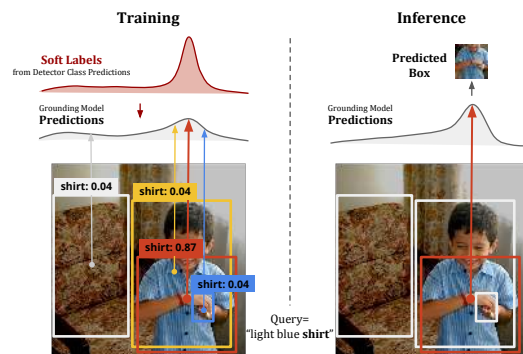 Training
Inference
Soft Labels
from Detector Class Predictions
Predicted
Box
Grounding Model
Predictions
Grounding Model
Predictions
shirt: 0.04
shirt: 0.04
shirt: 0.87
shirt: 0.04
Query=
"light blue shirt"